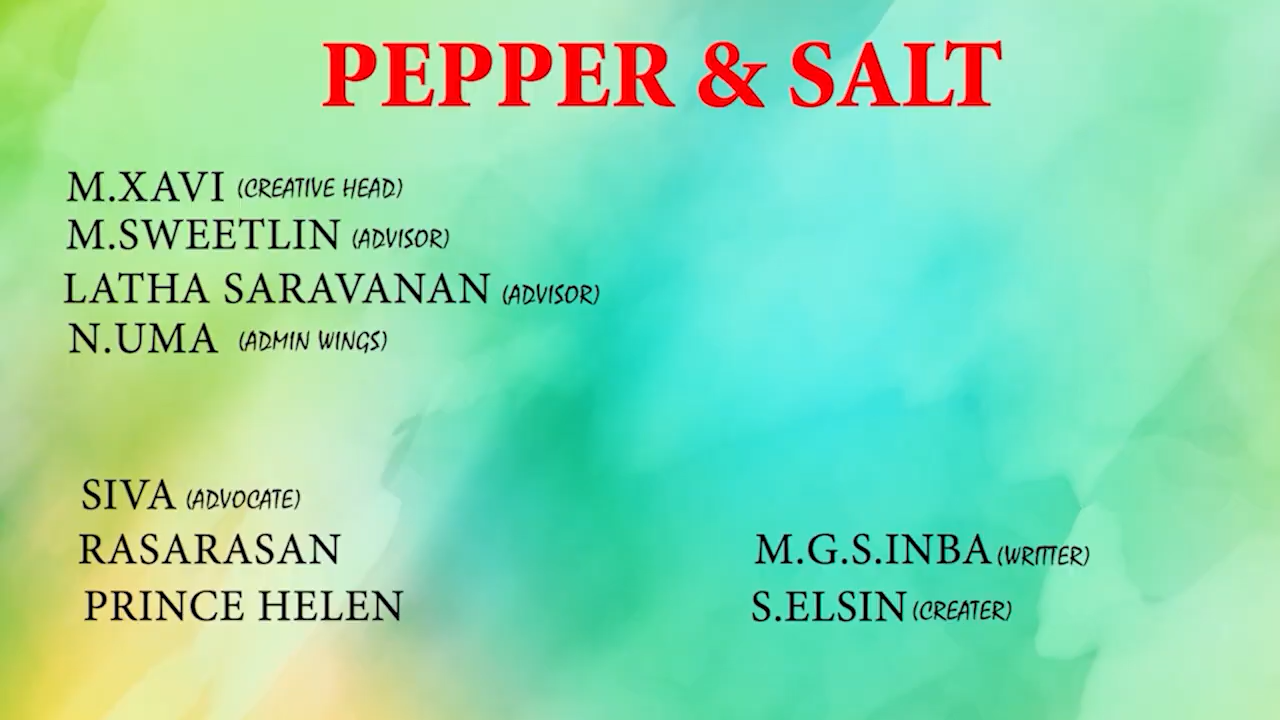 PEPPER & SALT
M.XAVI (CREATIVE HEAD)
M.SWEETLIN (ADVISOR)
LATHA SARAVANAN (ADVISOR)
N.UMA (ADMIN WINGS)
SIVA (ADVOCATE)
RASARASAN
PRINCE HELEN
M.G.S.INBA (WRITTER)
S.ELSIN (CREATER)